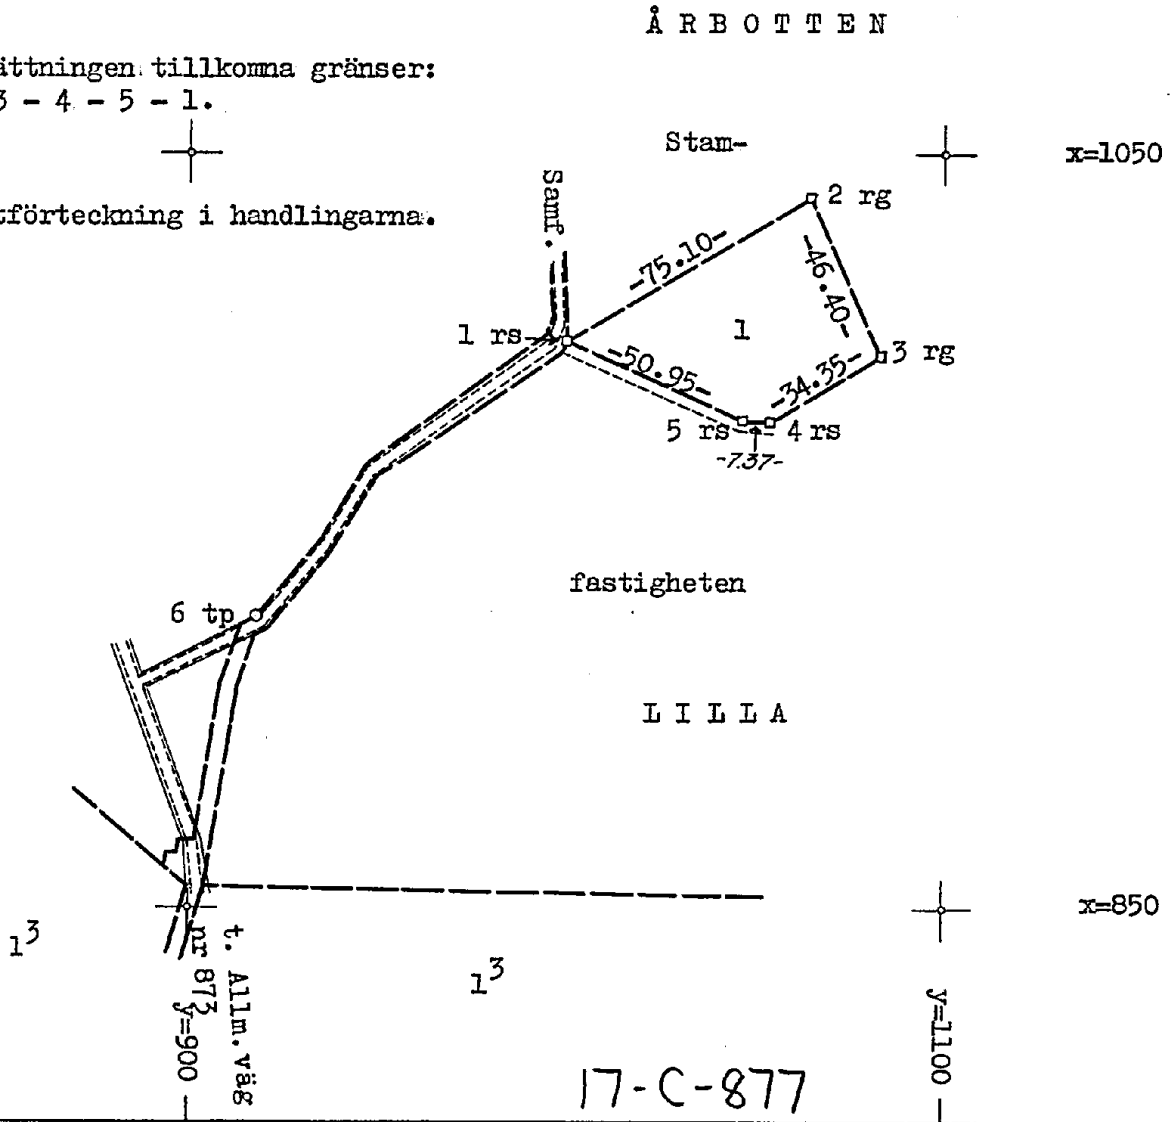 ÅRBOTTEN
ättningen tillkomna gränser:
3 - 4 - 5 - 1.
Stam-
x=1050
Samf.
2 rg
tförteckning i handlingarna.
-75.10-
-46.40-
1 rs
1
3 rg
-50.95-
-34.35-
5 rs
4 rs
-7.37-
fastigheten
6 tp
LILLA
x=850
1³
1³
t. Allm. väg
nr 873
y=900
y=1100
17-C-877